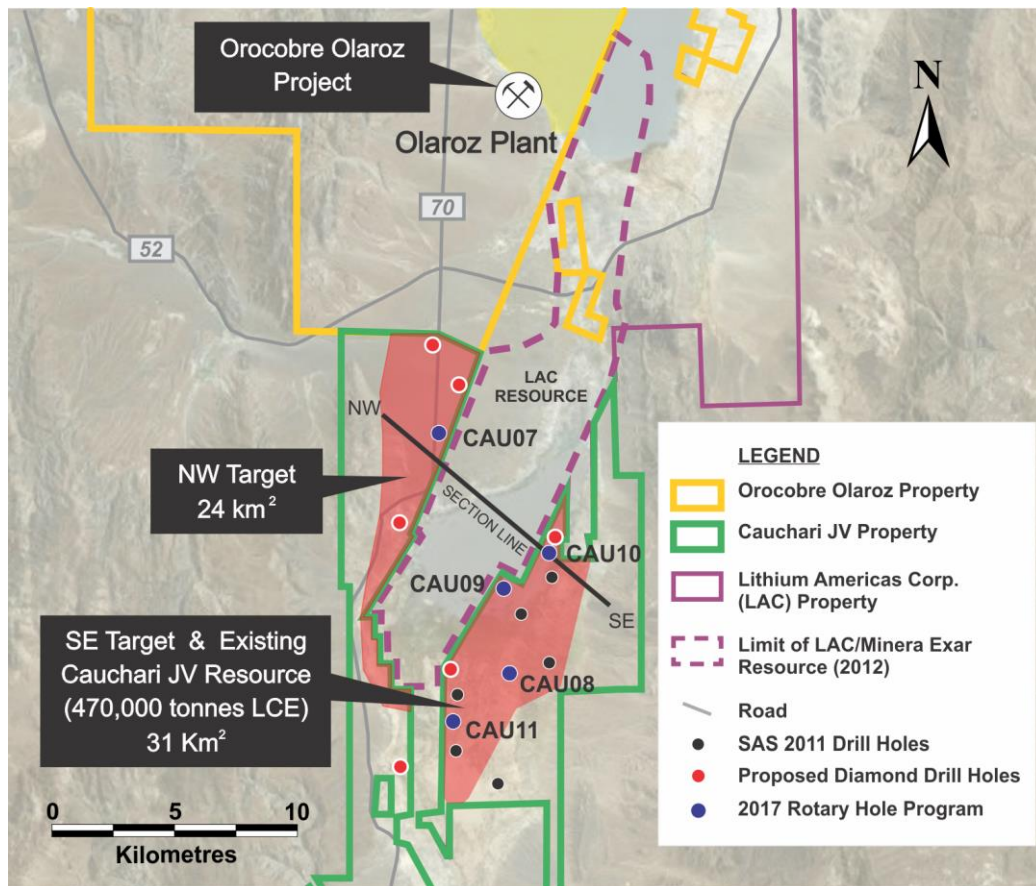 Orocobre Olaroz
Project
Olaroz Plant
N
70
52
LAC
RESOURCE
NW
CAU07
NW Target
24 km²
SECTION LINE
CAU10
CAU09
SE
SE Target & Existing
Cauchari JV Resource
(470,000 tonnes LCE)
31 Km²
CAU08
CAU11
0 5 10
Kilometres
LEGEND
Orocobre Olaroz Property
Cauchari JV Property
Lithium Americas Corp.
(LAC) Property
Limit of LAC/Minera Exar
Resource (2012)
Road
SAS 2011 Drill Holes
Proposed Diamond Drill Holes
2017 Rotary Hole Program